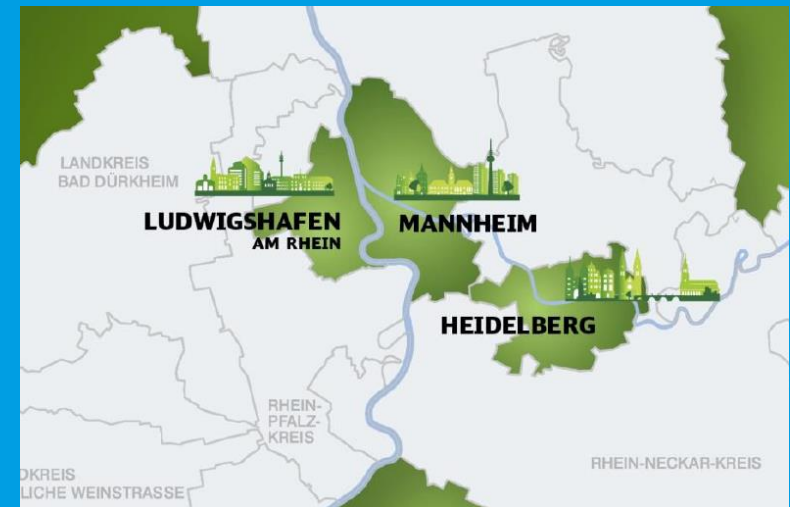 LANDKREIS
BAD DÜRKHEIM
LUDWIGSHAFEN
AM RHEIN
MANNHEIM
HEIDELBERG
RHEIN-
PFALZ-
KREIS
RHEIN-NECKAR-KREIS
DKREIS
LICHE WEINSTRASSE